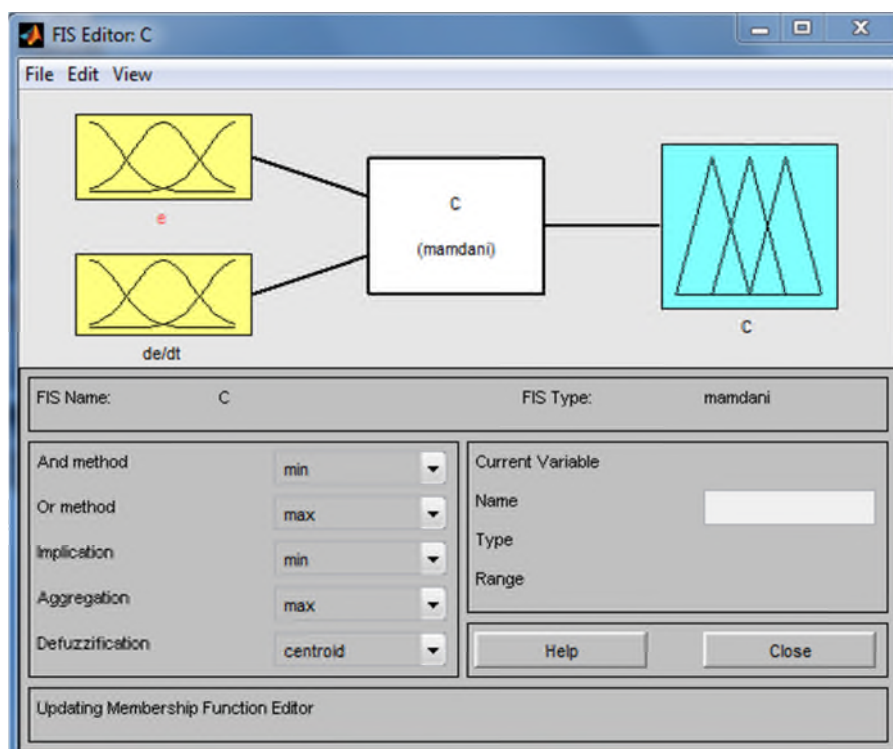 FIS Editor: C
File Edit View
e
de/dt
C
(mamdani)
C
FIS Name: C FIS Type: mamdani
And method min
Or method max
Implication min
Aggregation max
Defuzzification centroid
Current Variable
Name
Type
Range
Help Close
Updating Membership Function Editor